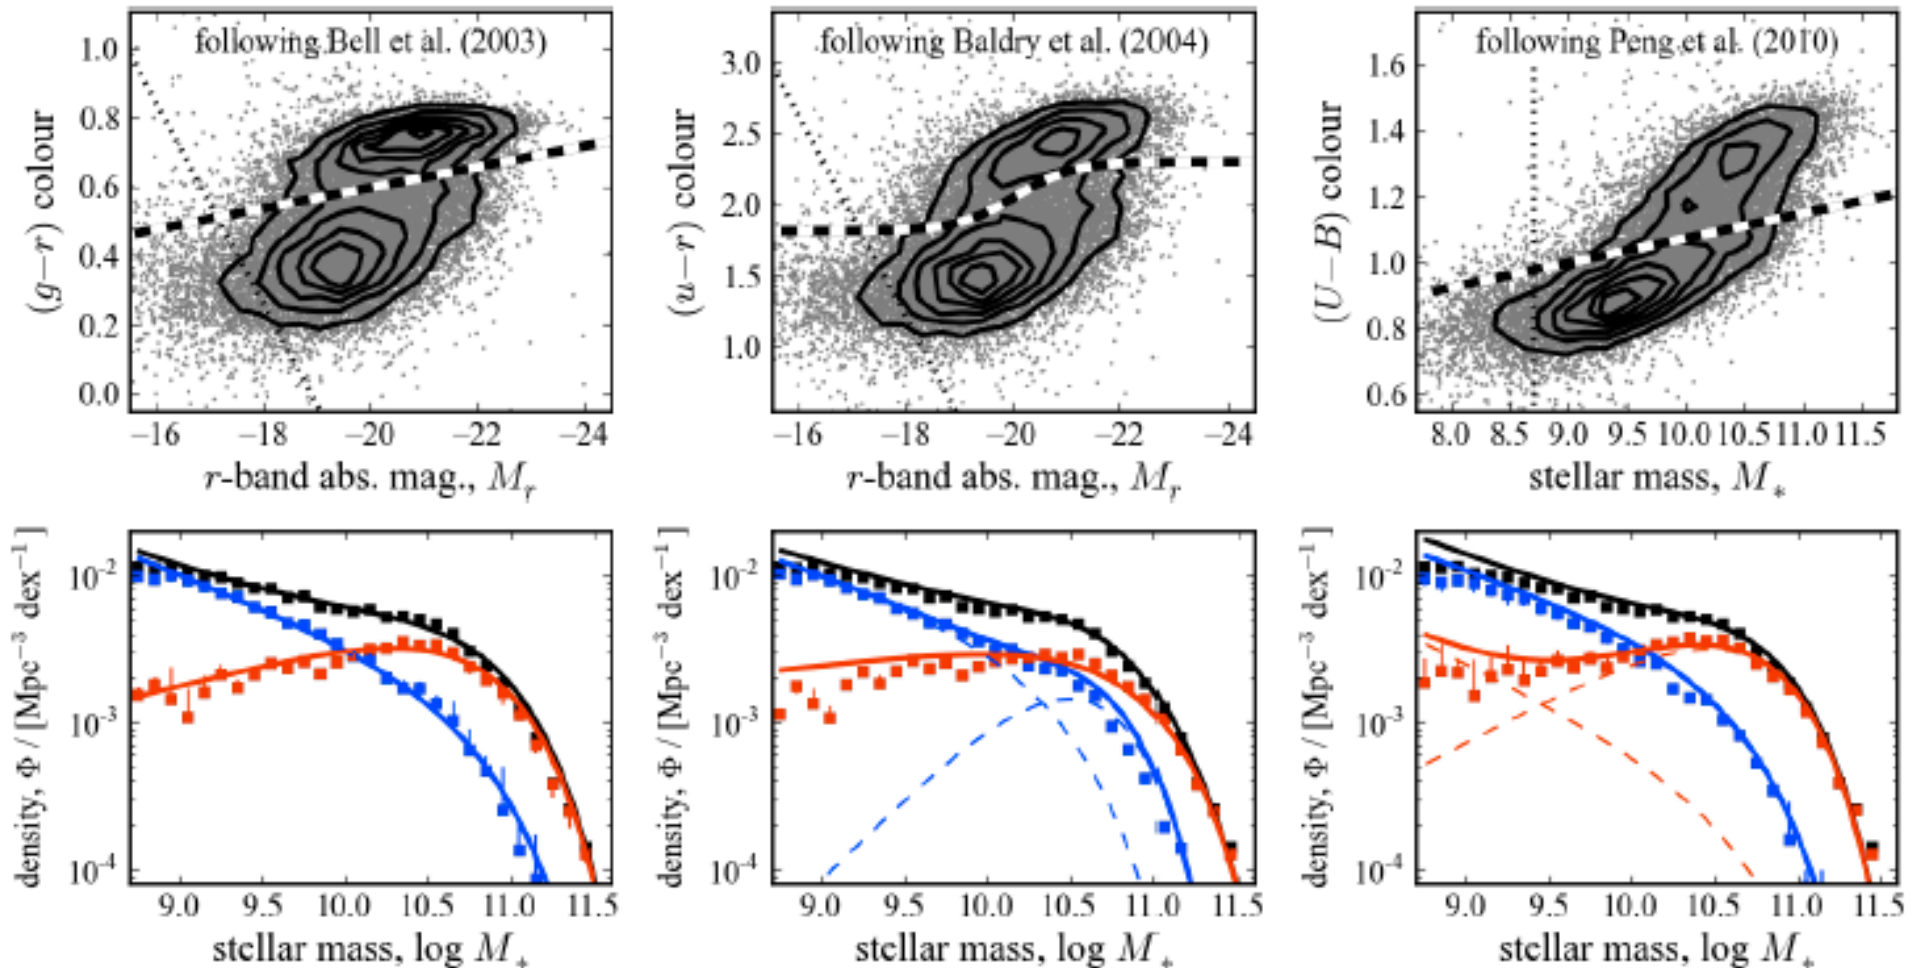 following Bell et al. (2003)
1.0
0.8
0.6
0.4
0.2
0.0
(g−r) colour
−16 −18 −20 −22 −24
r-band abs. mag., M_r
following Baldry et al. (2004)
3.0
2.5
2.0
1.5
1.0
(u−r) colour
−16 −18 −20 −22 −24
r-band abs. mag., M_r
following Peng et al. (2010)
1.6
1.4
1.2
1.0
0.8
0.6
(U−B) colour
8.0 8.5 9.0 9.5 10.0 10.5 11.0 11.5
stellar mass, M_*
10⁻²
10⁻³
10⁻⁴
density, Φ / [Mpc⁻³ dex⁻¹]
9.0 9.5 10.0 10.5 11.0 11.5
stellar mass, log M_*
10⁻²
10⁻³
10⁻⁴
density, Φ / [Mpc⁻³ dex⁻¹]
9.0 9.5 10.0 10.5 11.0 11.5
stellar mass, log M_*
10⁻²
10⁻³
10⁻⁴
density, Φ / [Mpc⁻³ dex⁻¹]
9.0 9.5 10.0 10.5 11.0 11.5
stellar mass, log M_*